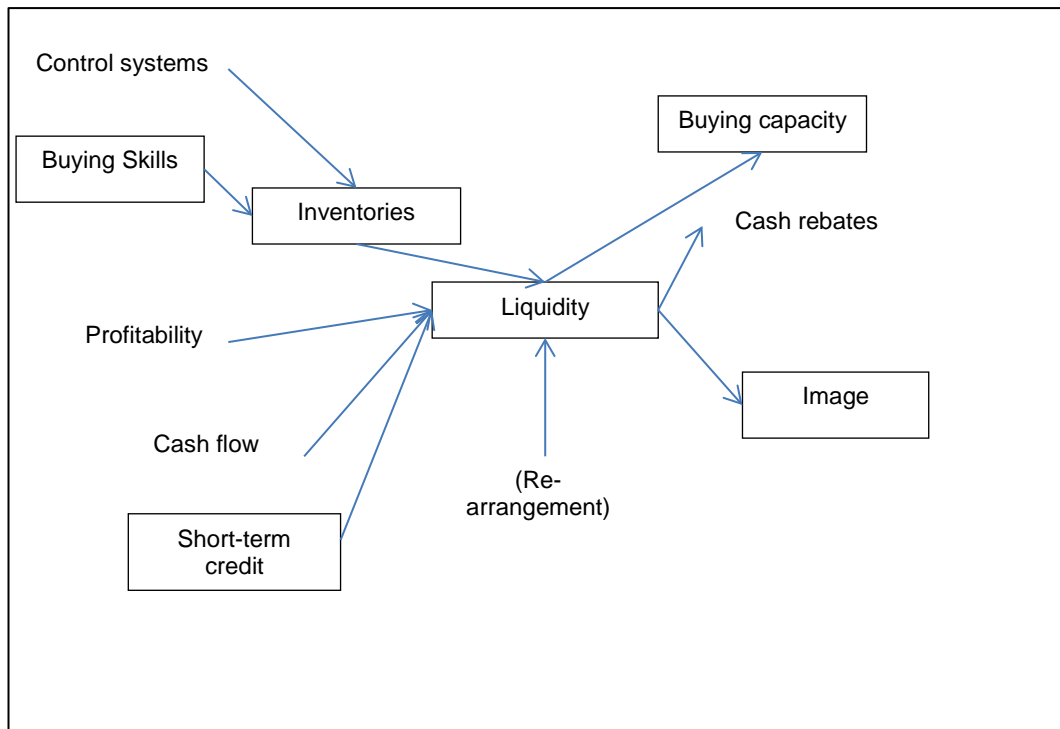 Control systems
Buying capacity
Buying Skills
Inventories
Cash rebates
Liquidity
Profitability
Image
Cash flow
(Re-
arrangement)
Short-term
credit